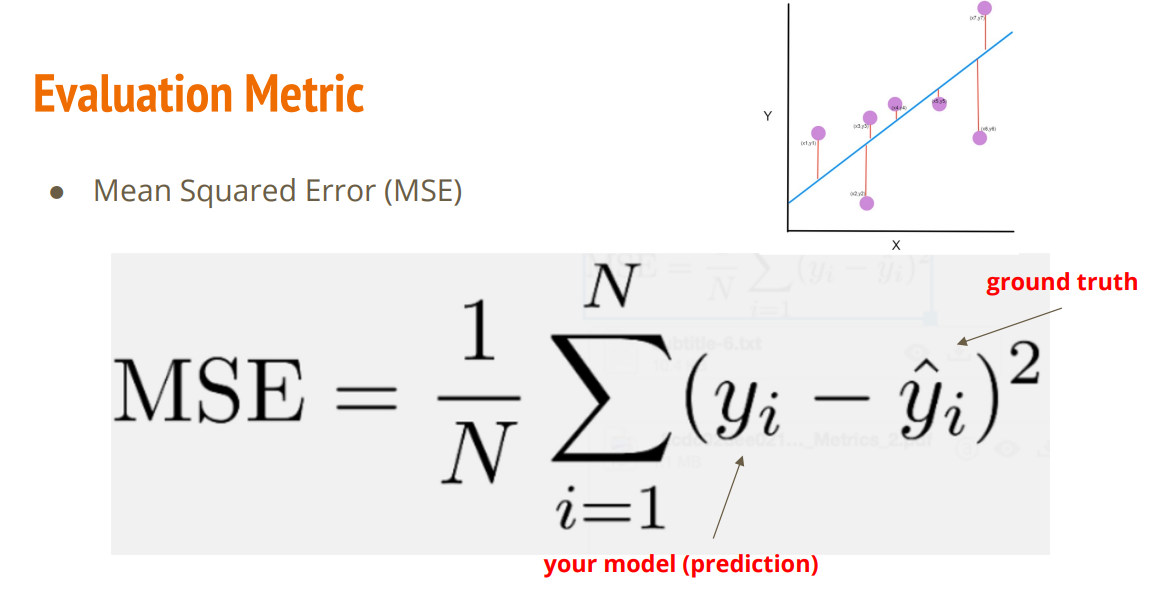 Evaluation Metric
● Mean Squared Error (MSE)
Y
(x7,y7)
(x4,y4)
(x5,y5)
(x3,y3)
(x6,y6)
(x1,y1)
(x2,y2)
X
ground truth
MSE = \frac{1}{N} \sum_{i=1}^{N} (y_i - \hat{y}_i)^2
your model (prediction)